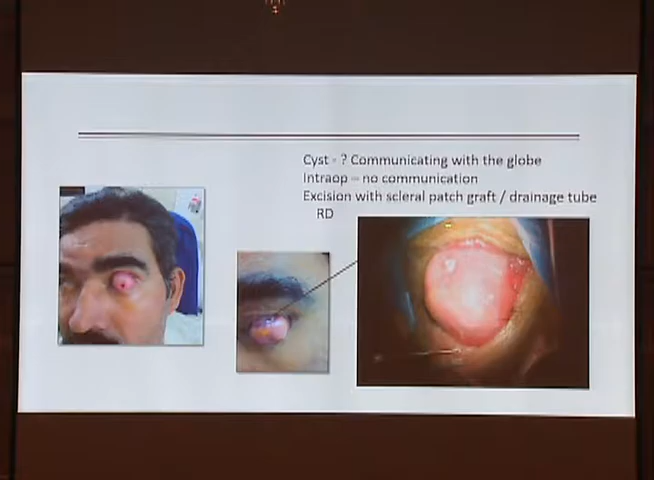 Cyst - ? Communicating with the globe
Intraop – no communication
Excision with scleral patch graft / drainage tube
RD